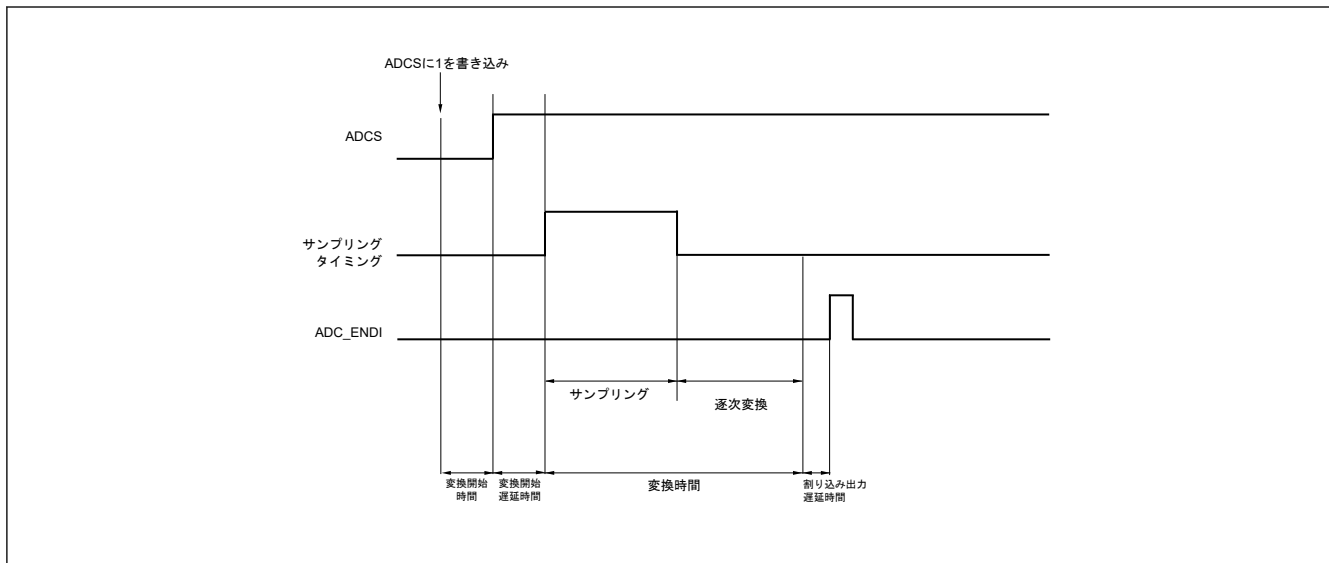 ADCSに1を書き込み
ADCS
サンプリング
タイミング
ADC_ENDI
サンプリング
逐次変換
変換開始
時間
変換開始
遅延時間
変換時間
割り込み出力
遅延時間